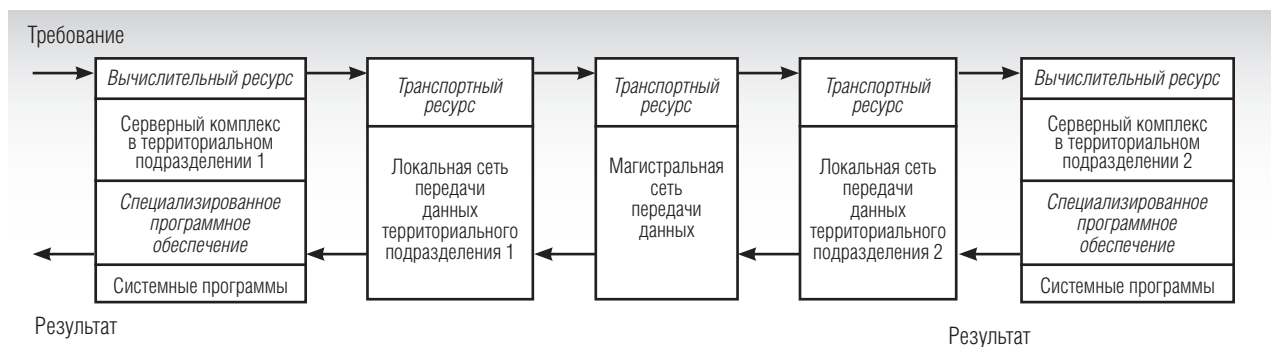 Требование
Вычислительный ресурс
Серверный комплекс
в территориальном
подразделении 1
Специализированное
программное
обеспечение
Системные программы
Транспортный
ресурс
Локальная сеть
передачи
данных
территориального
подразделения 1
Транспортный
ресурс
Магистральная
сеть
передачи
данных
Транспортный
ресурс
Локальная сеть
передачи
данных
территориального
подразделения 2
Вычислительный ресурс
Серверный комплекс
в территориальном
подразделении 2
Специализированное
программное
обеспечение
Системные программы
Результат
Результат